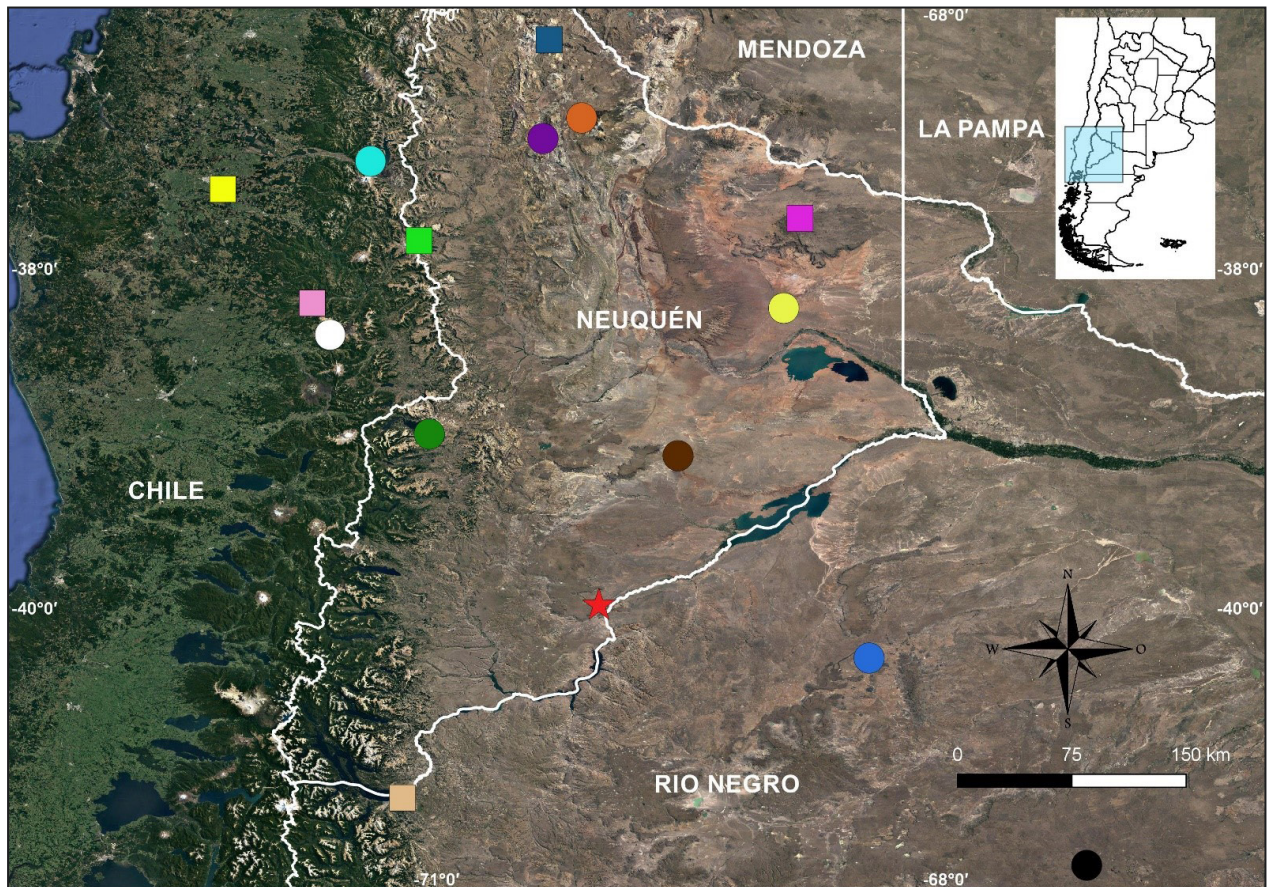 -71°0′
-68°0′
MENDOZA
LA PAMPA
-38°0′
-38°0′
NEUQUÉN
CHILE
-40°0′
-40°0′
N
W
O
S
0
75
150 km
RIO NEGRO
-71°0′
-68°0′